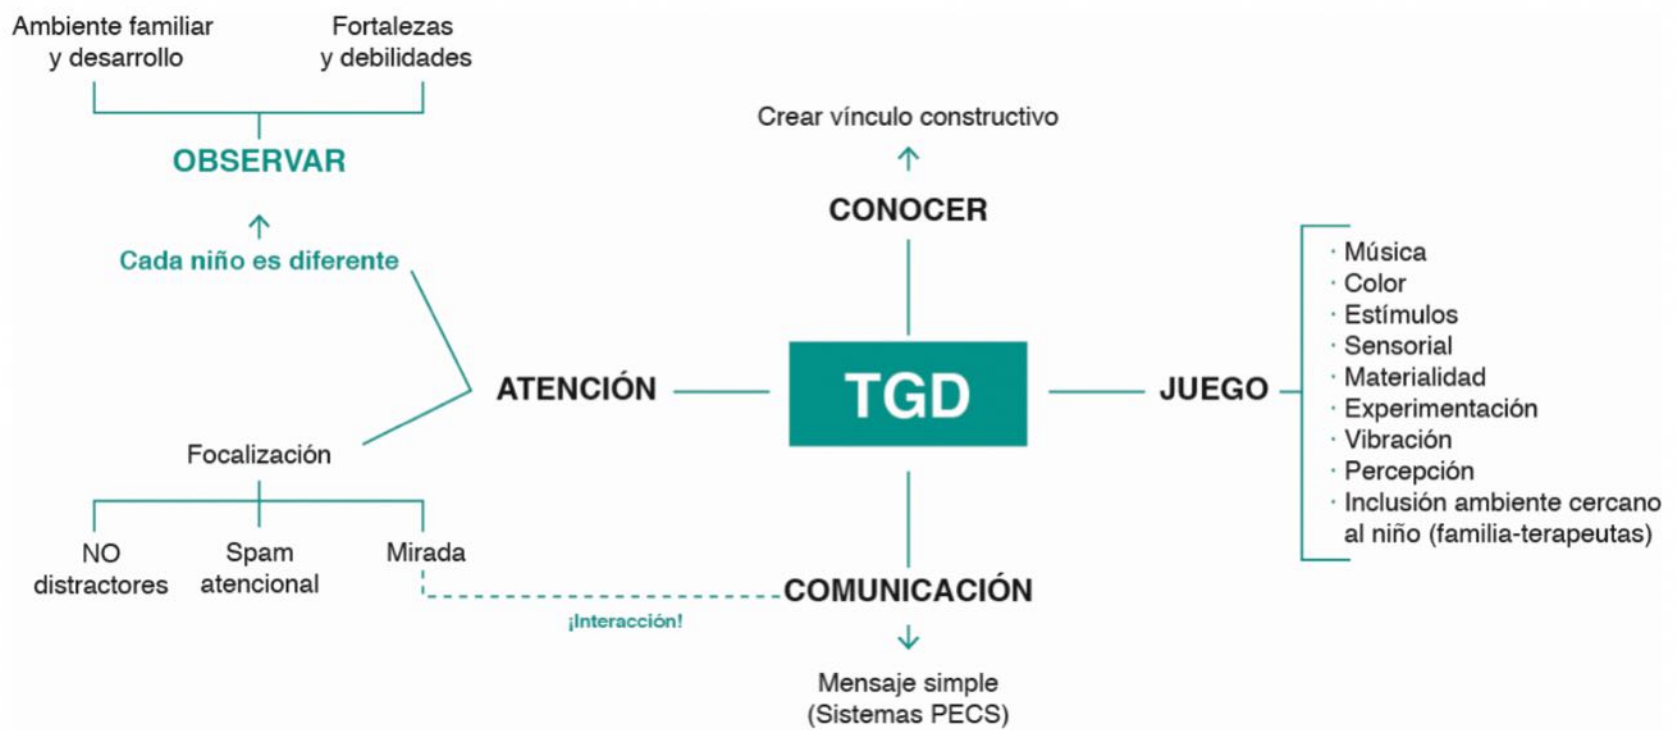 Ambiente familiar
y desarrollo
Fortalezas
y debilidades
OBSERVAR
Cada niño es diferente
Crear vínculo constructivo
CONOCER
ATENCIÓN
TGD
JUEGO
· Música
· Color
· Estímulos
· Sensorial
· Materialidad
· Experimentación
· Vibración
· Percepción
· Inclusión ambiente cercano
al niño (familia-terapeutas)
Focalización
NO
distractores
Spam
atencional
Mirada
¡Interacción!
COMUNICACIÓN
Mensaje simple
(Sistemas PECS)